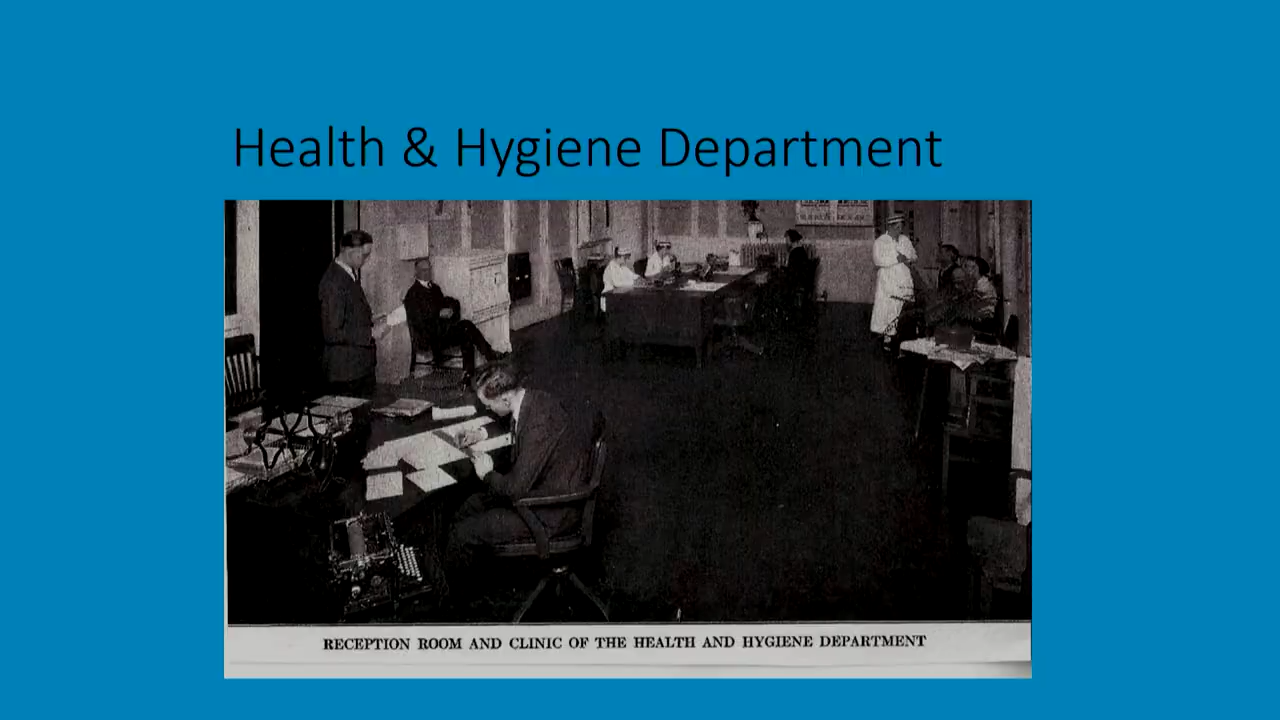 Health & Hygiene Department
RECEPTION ROOM AND CLINIC OF THE HEALTH AND HYGIENE DEPARTMENT